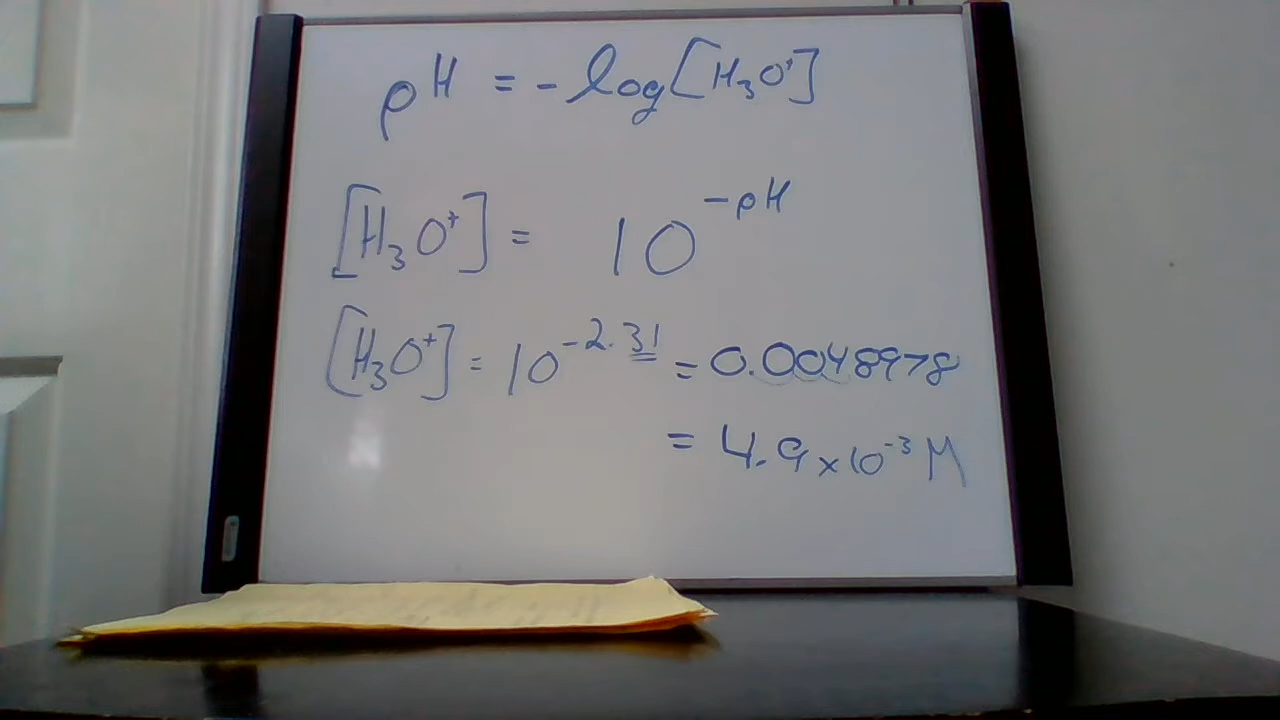 pH = -log[H₃O⁺]
[H₃O⁺] = 10⁻ᵖᴴ
[H₃O⁺] = 10⁻²·³¹ = 0.0048978
= 4.9 x 10⁻³ M